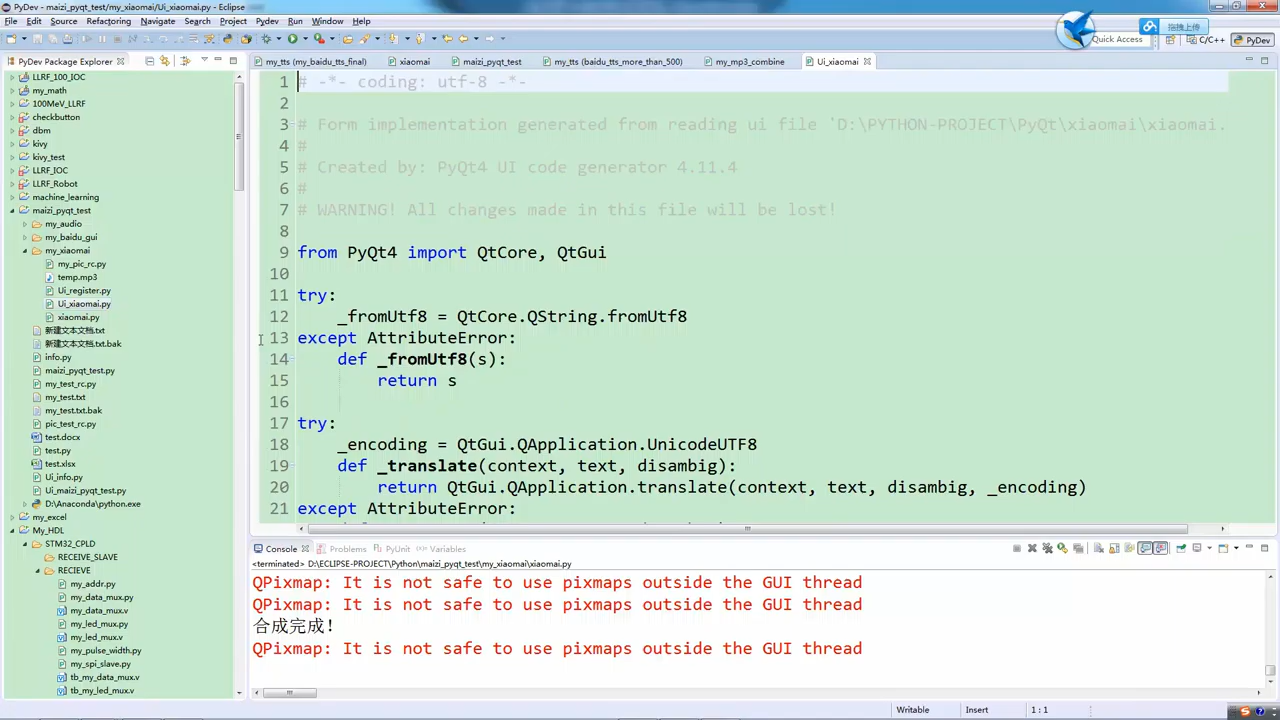 PyDev - maizi_pyqt_test/my_xiaomai/Ui_xiaomai.py - Eclipse
File Edit Source Refactoring Navigate Search Project Pydev Run Window Help
拖拽上传
Quick Access
C/C++
PyDev
PyDev Package Explorer
LLRF_100_IOC
my_math
100MeV_LLRF
checkbutton
dbm
kivy
kivy_test
LLRF_IOC
LLRF_Robot
machine_learning
maizi_pyqt_test
my_audio
my_baidu_gui
my_xiaomai
my_pic_rc.py
temp.mp3
Ui_register.py
Ui_xiaomai.py
xiaomai.py
新建文本文档.txt
新建文本文档.txt.bak
info.py
maizi_pyqt_test.py
my_test_rc.py
my_test.txt
my_test.txt.bak
pic_test_rc.py
test.docx
test.py
test.xlsx
Ui_info.py
Ui_maizi_pyqt_test.py
D:\Anaconda\python.exe
my_excel
My_HDL
STM32_CPLD
RECEIVE_SLAVE
RECIEVE
my_addr.py
my_data_mux.py
my_data_mux.v
my_led_mux.py
my_led_mux.v
my_pulse_width.py
my_spi_slave.py
tb_my_data_mux.v
tb_my_led_mux.v
my_tts (my_baidu_tts_final) xiaomai maizi_pyqt_test my_tts (baidu_tts_more_than_500) my_mp3_combine Ui_xiaomai
1 # -*- coding: utf-8 -*-
2
3 # Form implementation generated from reading ui file 'D:\PYTHON-PROJECT\PyQt\xiaomai\xiaomai.
4 #
5 # Created by: PyQt4 UI code generator 4.11.4
6 #
7 # WARNING! All changes made in this file will be lost!
8
9 from PyQt4 import QtCore, QtGui
10
11 try:
12     _fromUtf8 = QtCore.QString.fromUtf8
13 except AttributeError:
14     def _fromUtf8(s):
15         return s
16
17 try:
18     _encoding = QtGui.QApplication.UnicodeUTF8
19     def _translate(context, text, disambig):
20         return QtGui.QApplication.translate(context, text, disambig, _encoding)
21 except AttributeError:
Console Problems PyUnit Variables
<terminated> D:\ECLIPSE-PROJECT\Python\maizi_pyqt_test\my_xiaomai\xiaomai.py
QPixmap: It is not safe to use pixmaps outside the GUI thread
QPixmap: It is not safe to use pixmaps outside the GUI thread
合成完成!
QPixmap: It is not safe to use pixmaps outside the GUI thread
Writable Insert 1 : 1